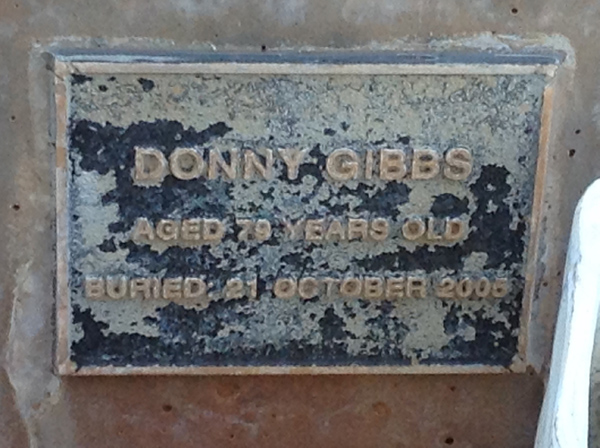 DONNY GIBBS
AGED 79 YEARS OLD
BURIED: 21 OCTOBER 2005